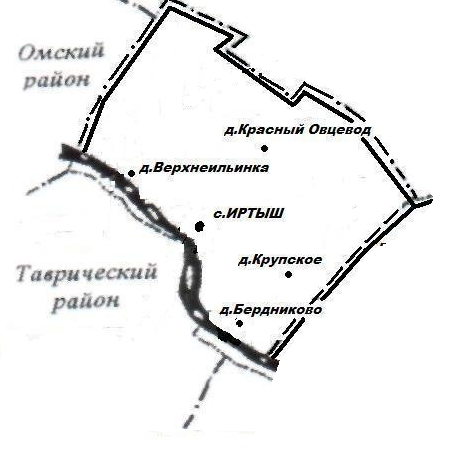 Омский
район
д.Красный Овцевод
д.Верхнеильинка
с.ИРТЫШ
д.Крупское
Таврический
район
д.Бердниково